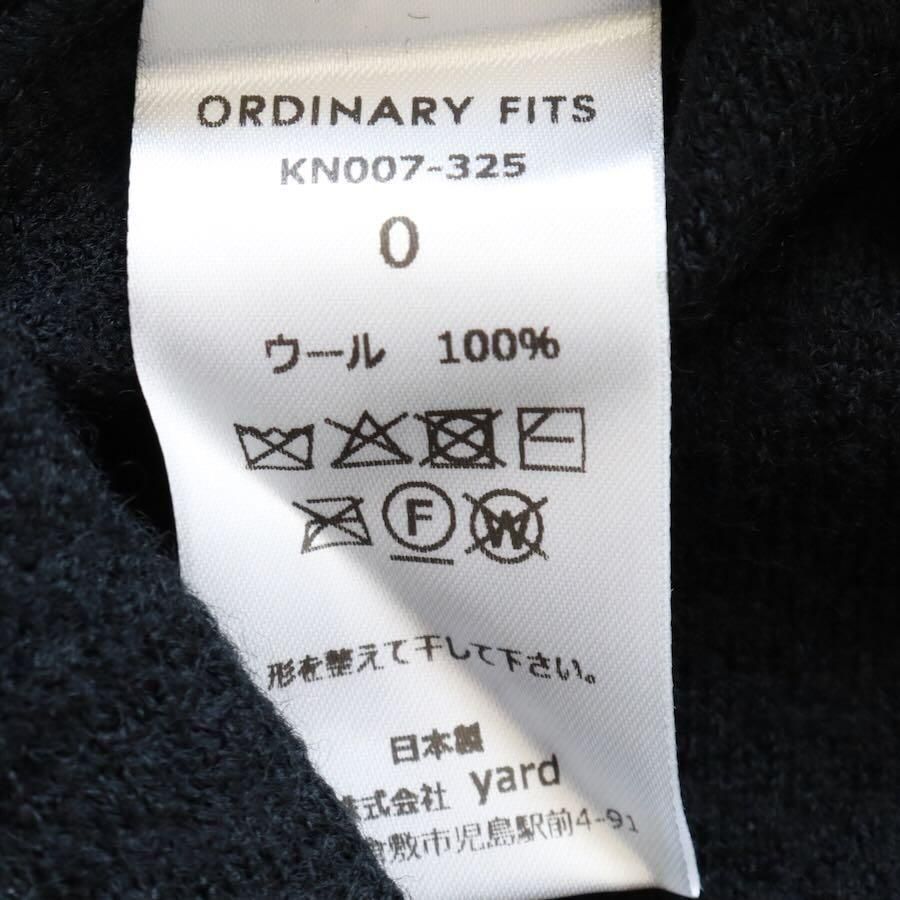 ORDINARY FITS
KN007-325
0
ウール 100%
F
W
形を整えて干して下さい。
日本製
株式会社 yard
倉敷市児島駅前4-91